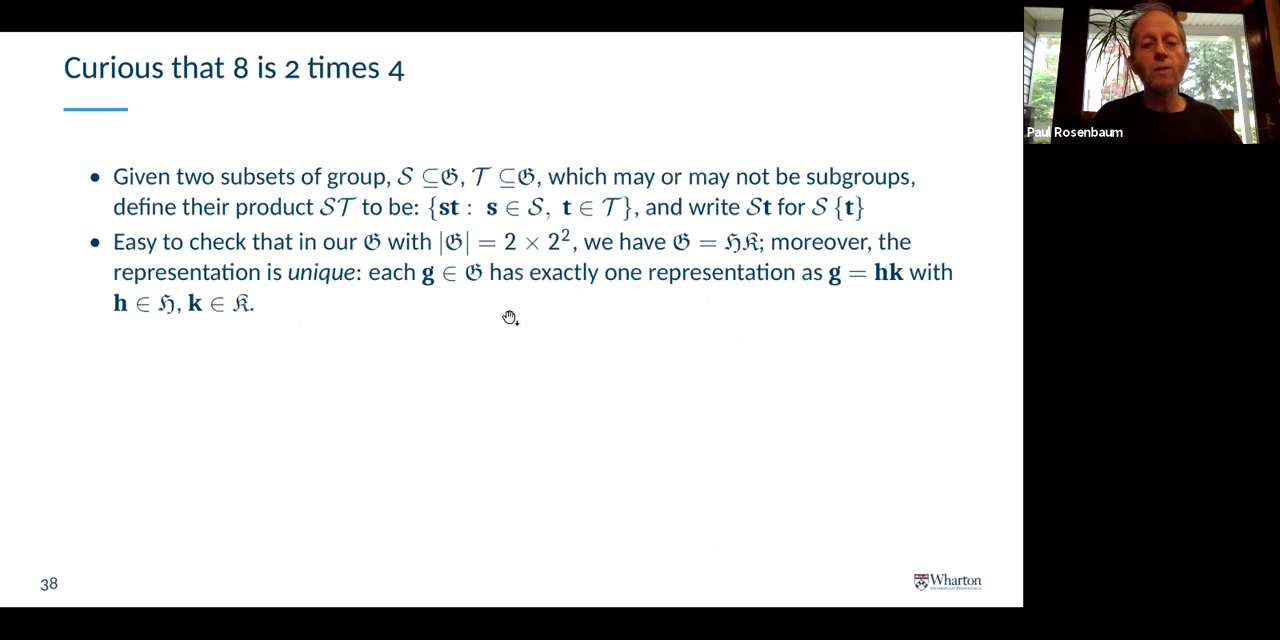 Curious that 8 is 2 times 4
• Given two subsets of group, 𝒮 ⊆𝔊, 𝒯 ⊆𝔊, which may or may not be subgroups,
define their product 𝒮𝒯 to be: {st : s ∈ 𝒮, t ∈ 𝒯}, and write 𝒮t for 𝒮 {t}
• Easy to check that in our 𝔊 with |𝔊| = 2 × 2², we have 𝔊 = ℌ𝔎; moreover, the
representation is unique: each g ∈ 𝔊 has exactly one representation as g = hk with
h ∈ ℌ, k ∈ 𝔎.
38
Wharton
Paul Rosenbaum